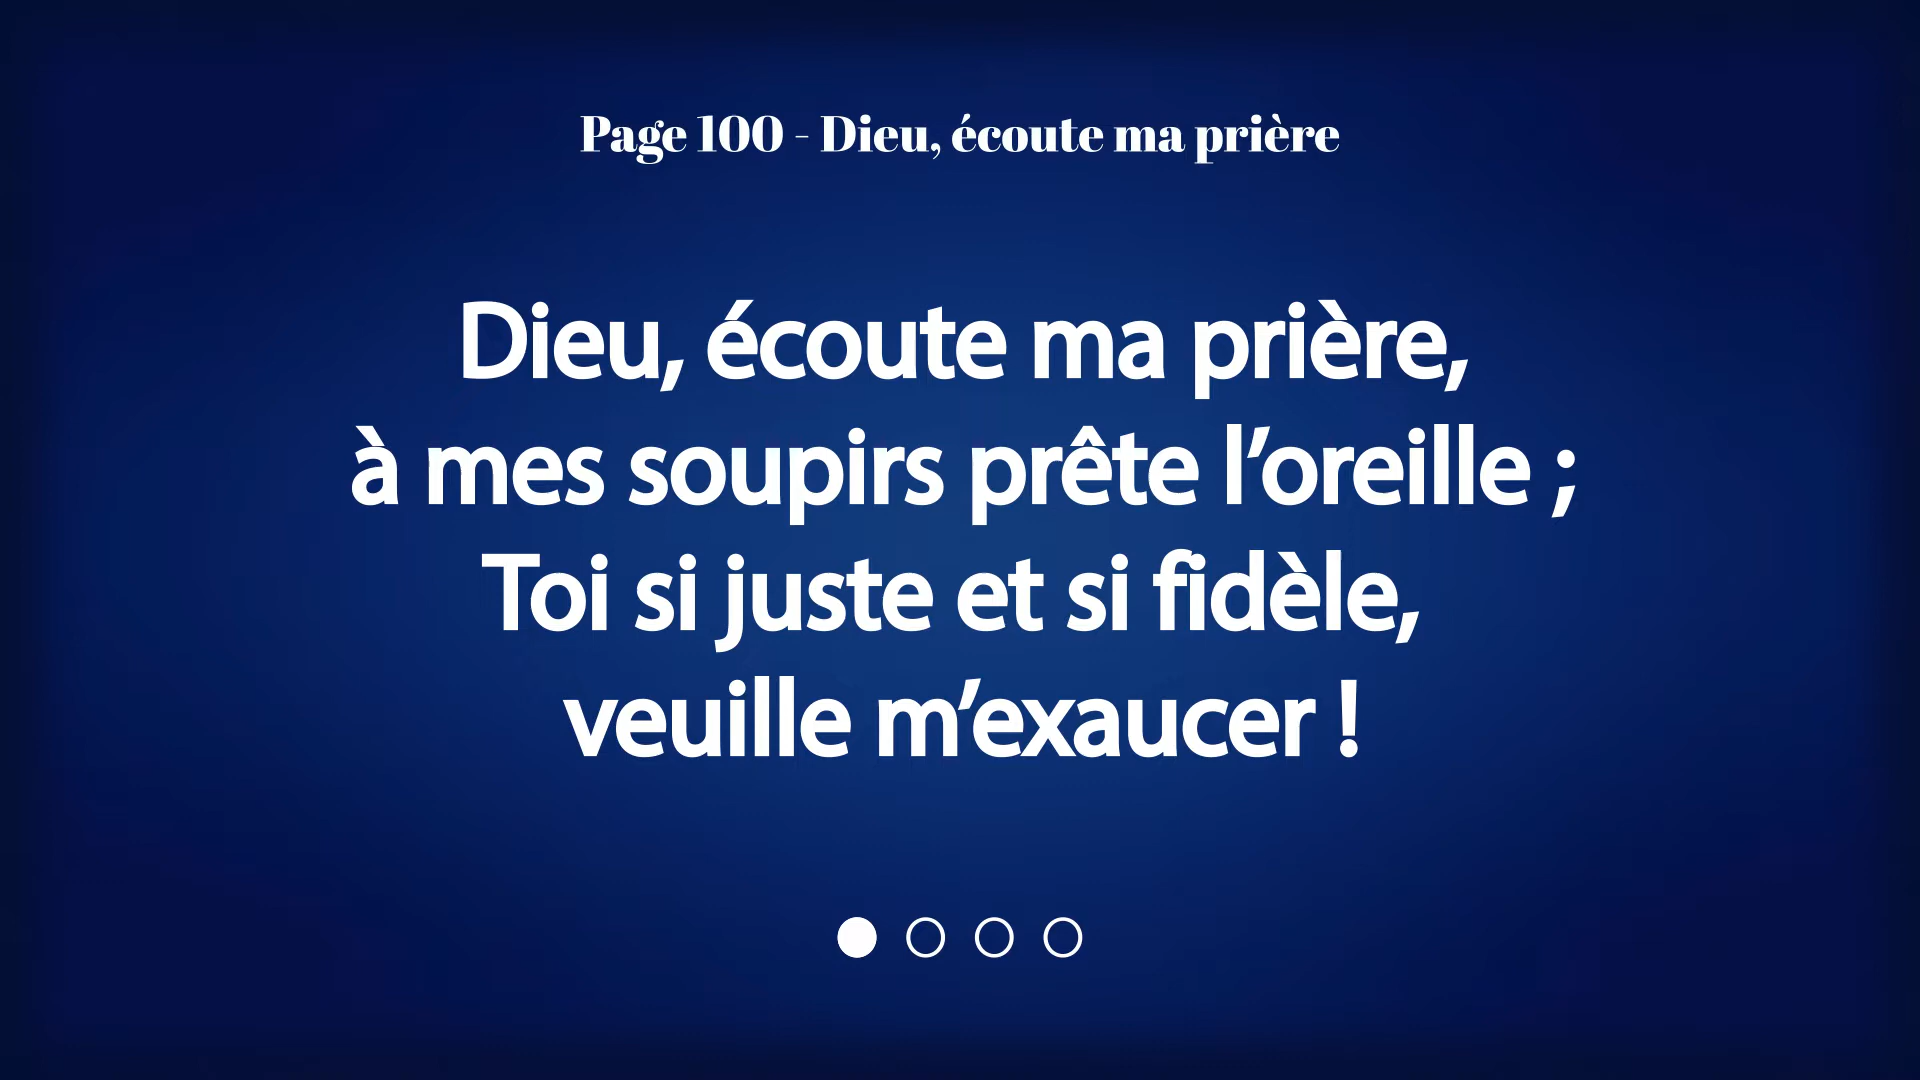 Page 100 - Dieu, écoute ma prière
Dieu, écoute ma prière,
à mes soupirs prête l’oreille ;
Toi si juste et si fidèle,
veuille m’exaucer !